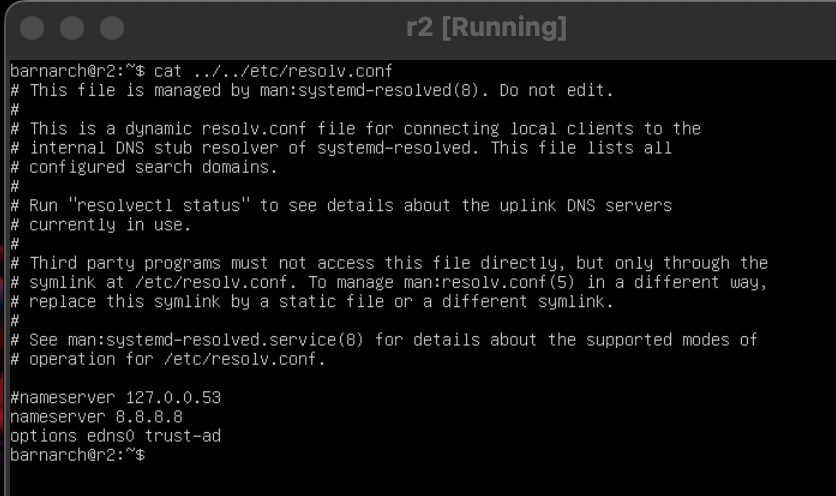 r2 [Running]
barnarch@r2:~$ cat ../../etc/resolv.conf
# This file is managed by man:systemd-resolved(8). Do not edit.
#
# This is a dynamic resolv.conf file for connecting local clients to the
# internal DNS stub resolver of systemd-resolved. This file lists all
# configured search domains.
#
# Run "resolvectl status" to see details about the uplink DNS servers
# currently in use.
#
# Third party programs must not access this file directly, but only through the
# symlink at /etc/resolv.conf. To manage man:resolv.conf(5) in a different way,
# replace this symlink by a static file or a different symlink.
#
# See man:systemd-resolved.service(8) for details about the supported modes of
# operation for /etc/resolv.conf.
#nameserver 127.0.0.53
nameserver 8.8.8.8
options edns0 trust-ad
barnarch@r2:~$